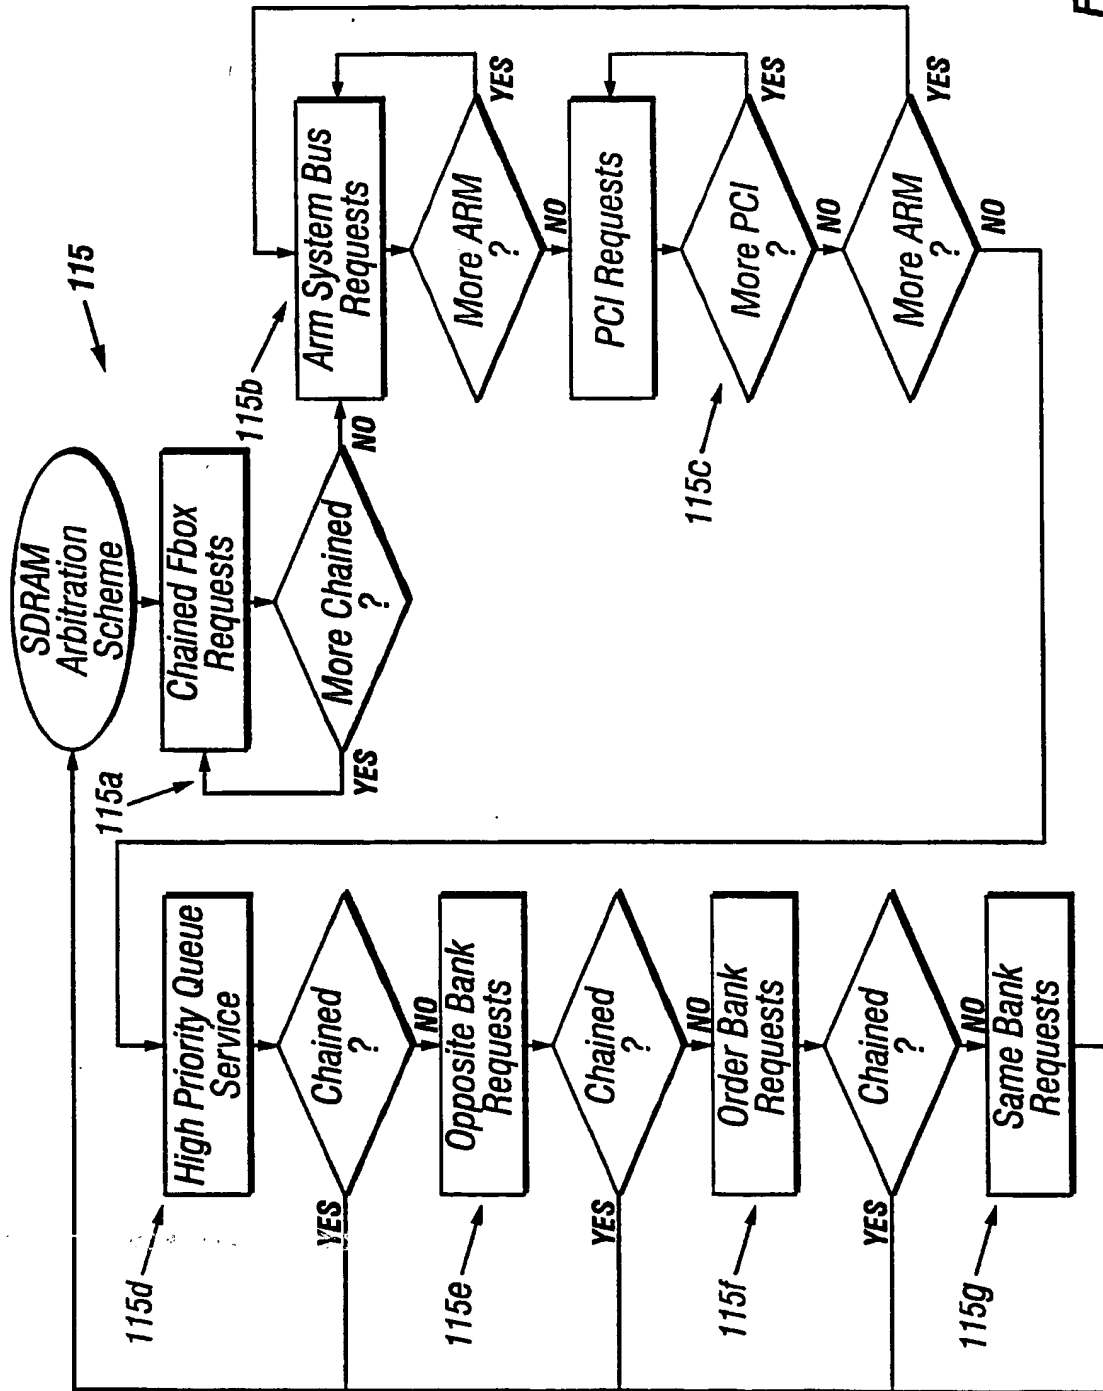 115
SDRAM
Arbitration
Scheme
115a
Chained Fbox
Requests
More Chained
?
YES
NO
115b
Arm System Bus
Requests
More ARM
?
YES
NO
PCI Requests
115c
More PCI
?
YES
NO
More ARM
?
YES
NO
115d
High Priority Queue
Service
Chained
?
YES
NO
115e
Opposite Bank
Requests
Chained
?
YES
NO
115f
Order Bank
Requests
Chained
?
YES
NO
115g
Same Bank
Requests